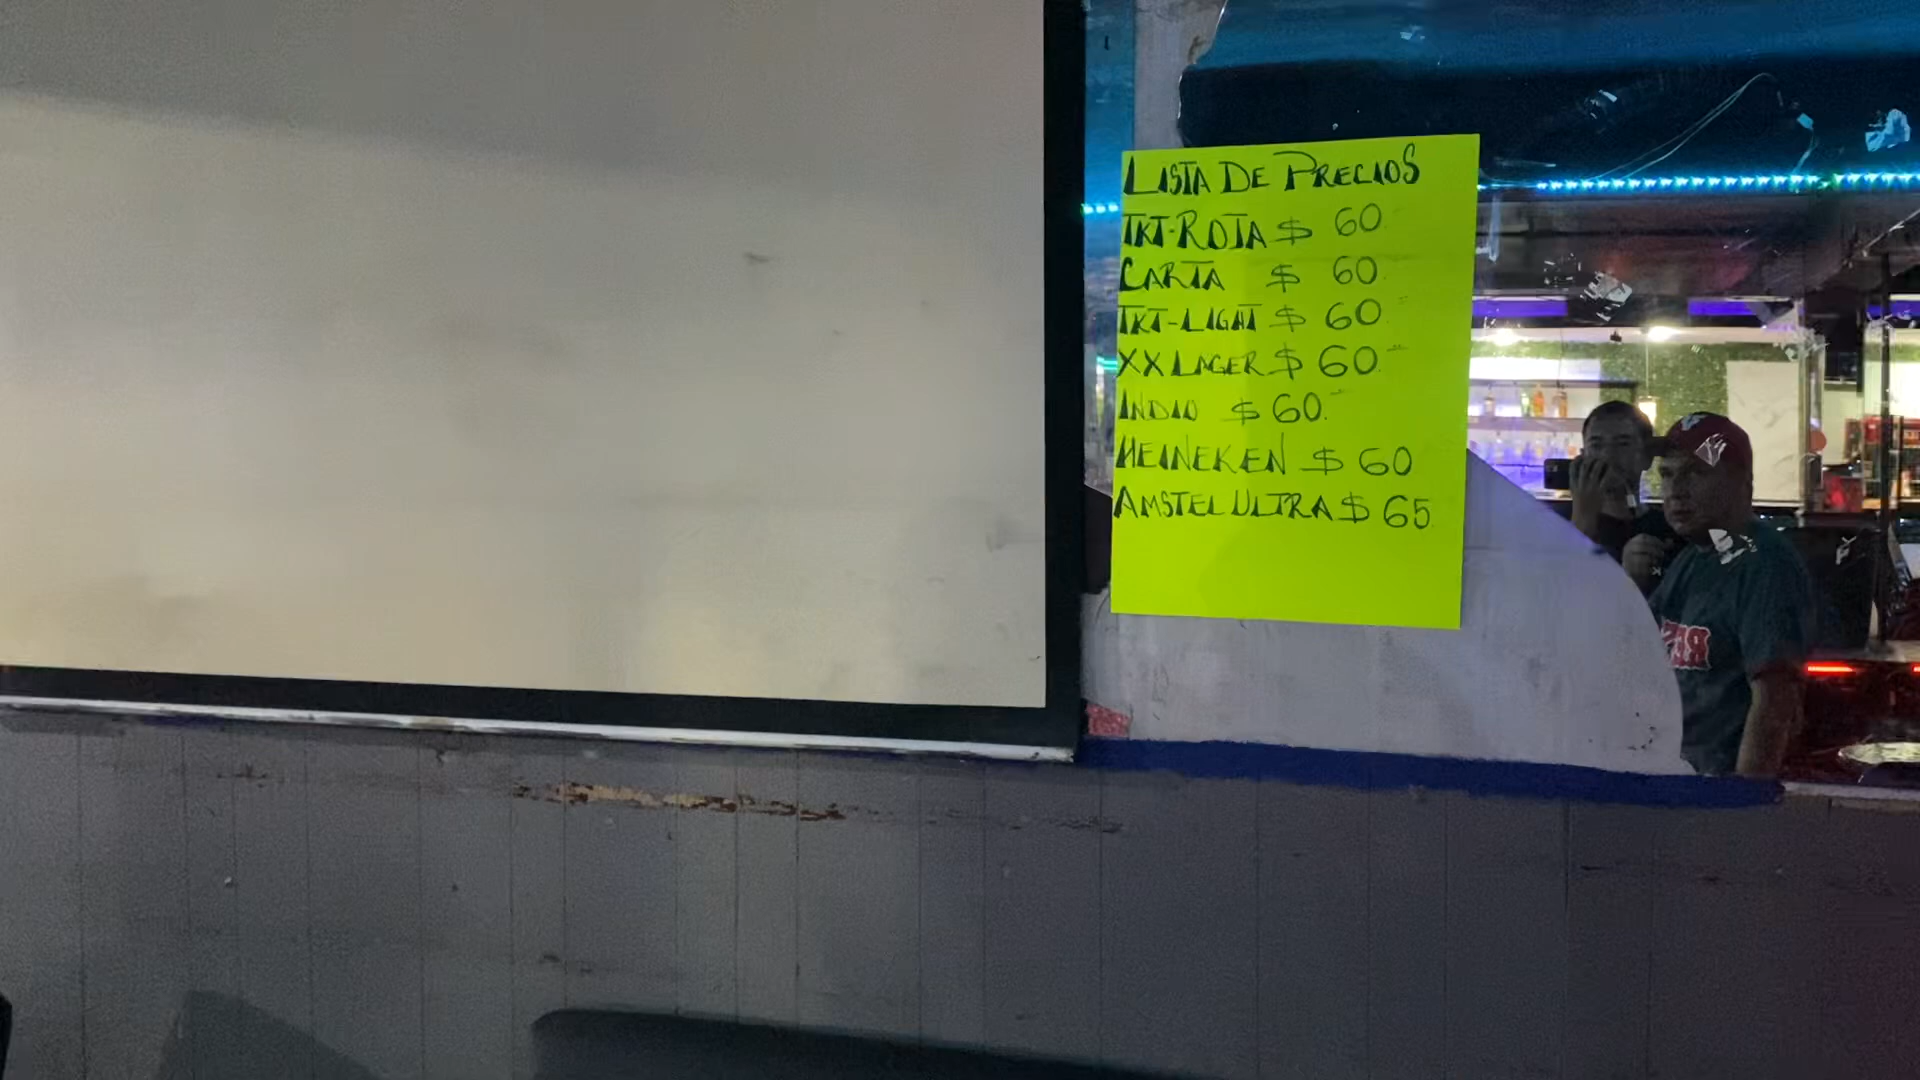 LISTA DE PRECIOS
TKT-ROJA $ 60
CARTA $ 60
TKT-LIGHT $ 60
XX LAGER $ 60
INDIO $ 60.
HEINEKEN $ 60
AMSTEL ULTRA $ 65